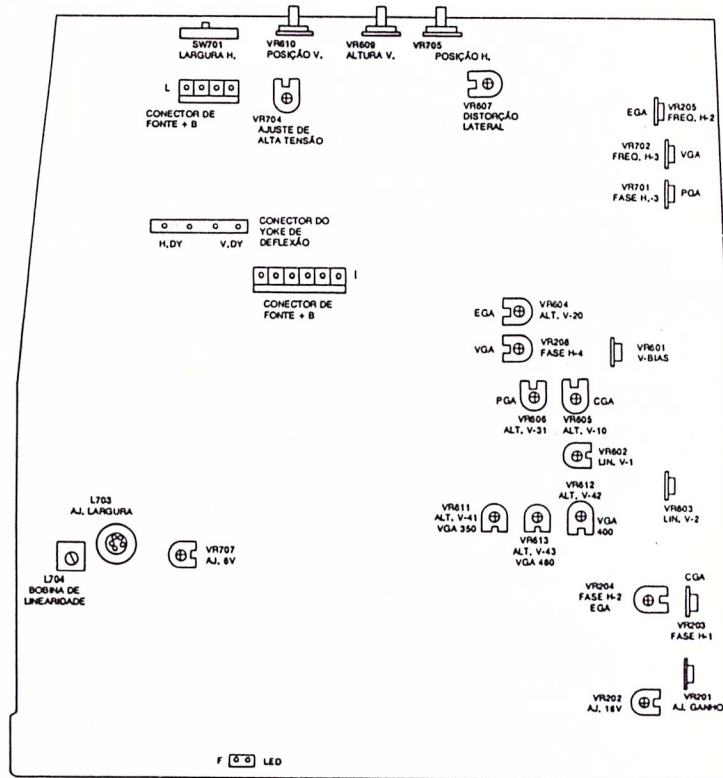 SW701
LARGURA H.
VR610
POSIÇÃO V.
VR609
ALTURA V.
VR705
POSIÇÃO H.
L
CONECTOR DE
FONTE + B
VR704
AJUSTE DE
ALTA TENSÃO
VR607
DISTORÇÃO
LATERAL
EGA
VR205
FREQ. H-2
VR702
FREQ. H-3
VGA
VR701
FASE H.-3
PGA
CONECTOR DO
YOKE DE
DEFLEXÃO
H.DY
V.DY
I
CONECTOR DE
FONTE + B
EGA
VR604
ALT. V-20
VGA
VR208
FASE H-4
VR601
V-BIAS
PGA
CGA
VR606
ALT. V-31
VR605
ALT. V-10
VR602
LIN. V-1
VR612
ALT. V-42
VR603
LIN. V-2
VR611
ALT. V-41
VGA 350
VR613
ALT. V-43
VGA 480
VGA
400
L703
AJ. LARGURA
L704
BOBINA DE
LINEARIDADE
VR707
AJ. 6V
VR204
FASE H-2
EGA
CGA
VR203
FASE H-1
VR202
AJ. 16V
VR201
AJ. GANHO
F
LED